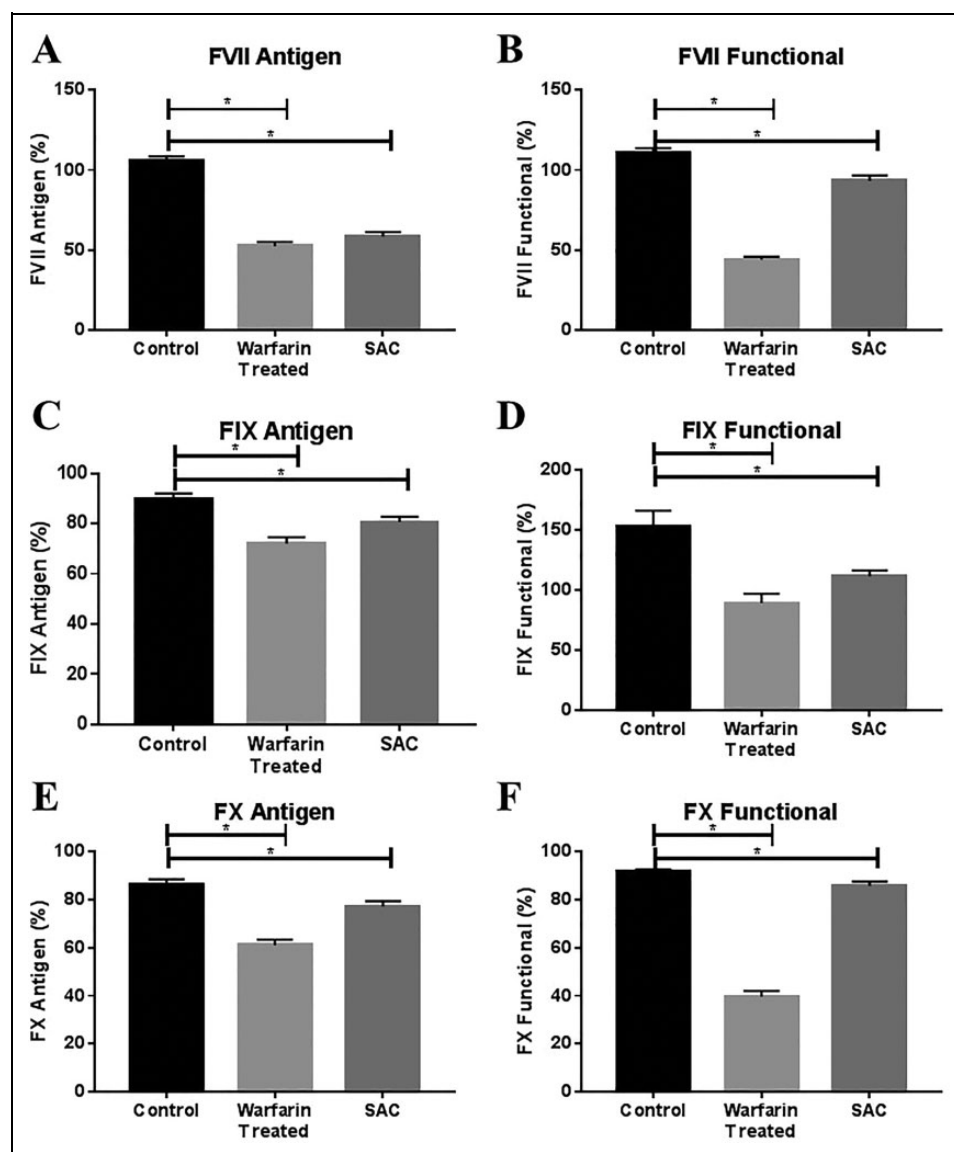 A
FVII Antigen
FVII Antigen (%)
150
100
50
0
*
*
Control
Warfarin
Treated
SAC
B
FVII Functional
FVII Functional (%)
150
100
50
0
*
*
Control
Warfarin
Treated
SAC
C
FIX Antigen
FIX Antigen (%)
100
80
60
40
20
0
*
*
Control
Warfarin
Treated
SAC
D
FIX Functional
FIX Functional (%)
200
150
100
50
0
*
*
Control
Warfarin
Treated
SAC
E
FX Antigen
FX Antigen (%)
100
80
60
40
20
0
*
*
Control
Warfarin
Treated
SAC
F
FX Functional
FX Functional (%)
100
80
60
40
20
0
*
*
Control
Warfarin
Treated
SAC